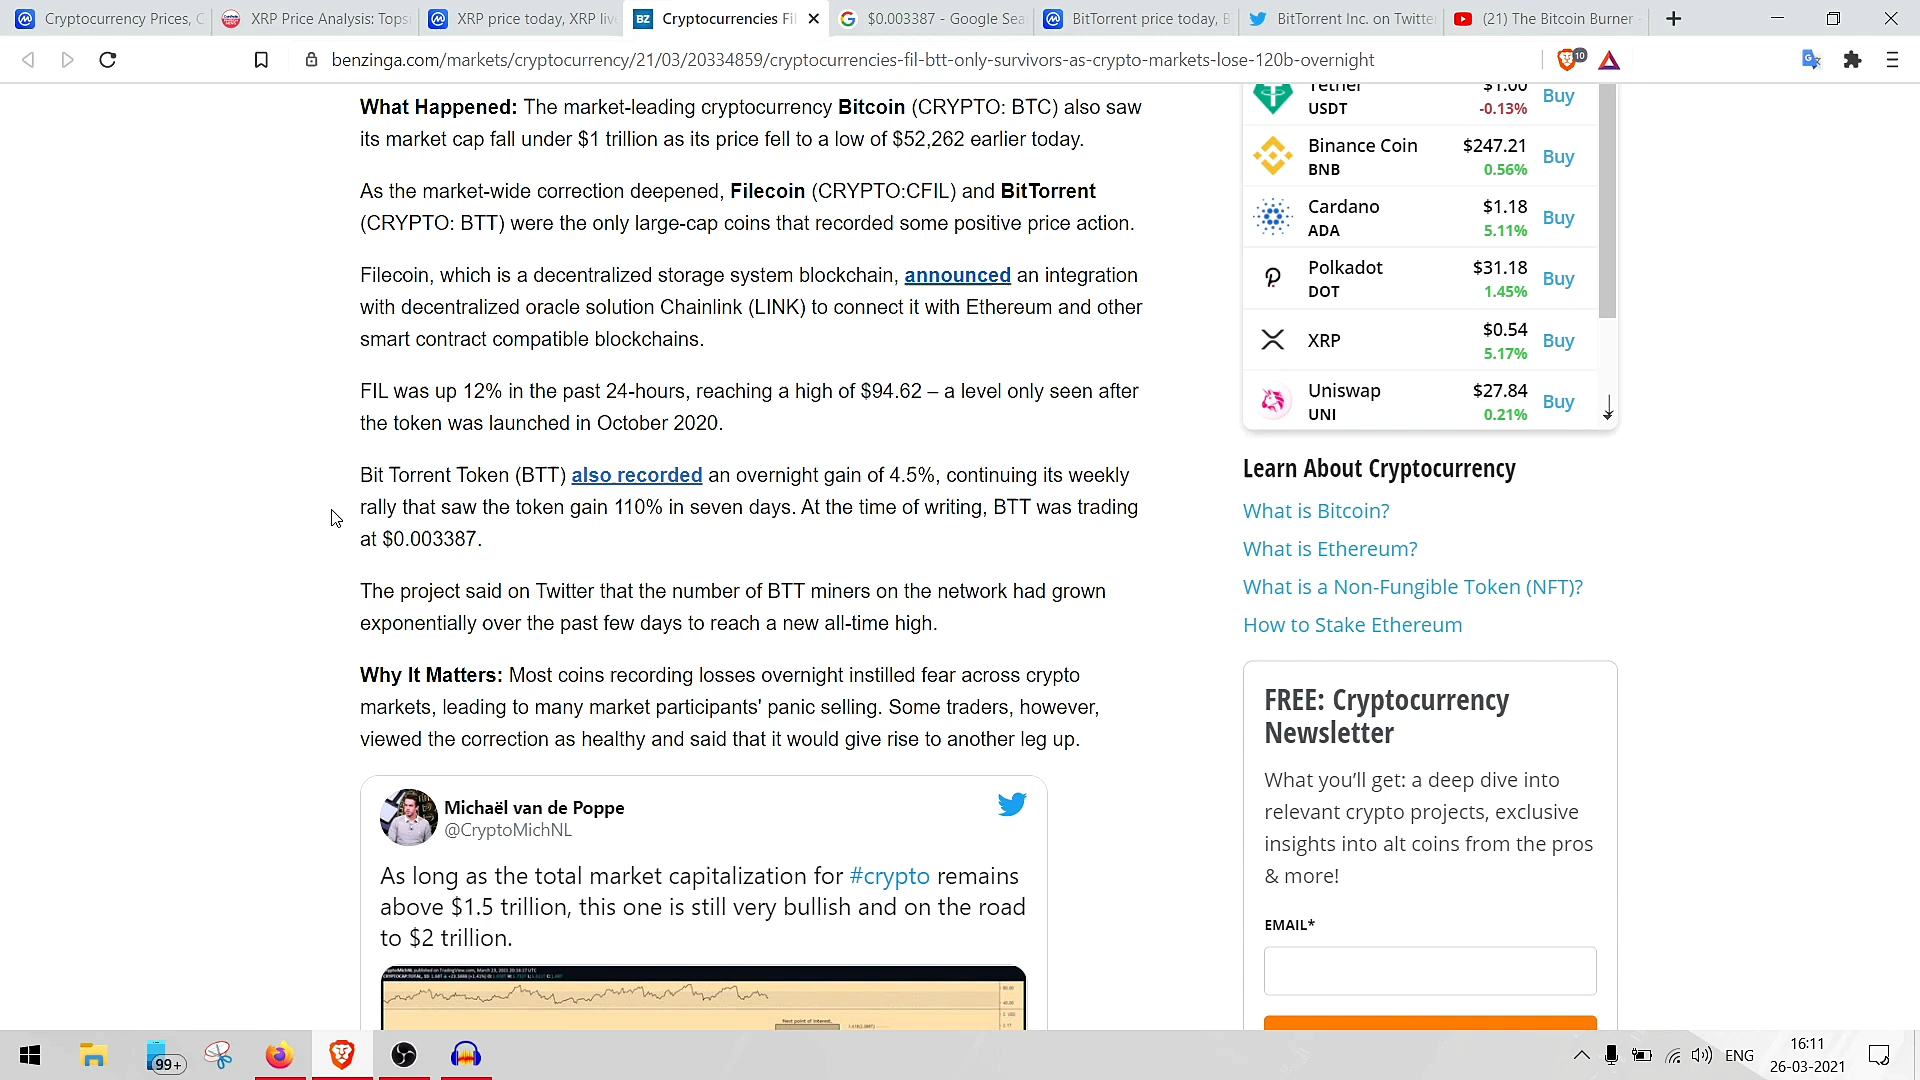 Cryptocurrency Prices, C
XRP Price Analysis: Topsi
XRP price today, XRP live
BZ Cryptocurrencies Fil
$0.003387 - Google Sea
BitTorrent price today, B
BitTorrent Inc. on Twitte
(21) The Bitcoin Burner -
benzinga.com/markets/cryptocurrency/21/03/20334859/cryptocurrencies-fil-btt-only-survivors-as-crypto-markets-lose-120b-overnight
10
What Happened: The market-leading cryptocurrency Bitcoin (CRYPTO: BTC) also saw
its market cap fall under $1 trillion as its price fell to a low of $52,262 earlier today.
As the market-wide correction deepened, Filecoin (CRYPTO:CFIL) and BitTorrent
(CRYPTO: BTT) were the only large-cap coins that recorded some positive price action.
Filecoin, which is a decentralized storage system blockchain, announced an integration
with decentralized oracle solution Chainlink (LINK) to connect it with Ethereum and other
smart contract compatible blockchains.
FIL was up 12% in the past 24-hours, reaching a high of $94.62 – a level only seen after
the token was launched in October 2020.
Bit Torrent Token (BTT) also recorded an overnight gain of 4.5%, continuing its weekly
rally that saw the token gain 110% in seven days. At the time of writing, BTT was trading
at $0.003387.
The project said on Twitter that the number of BTT miners on the network had grown
exponentially over the past few days to reach a new all-time high.
Why It Matters: Most coins recording losses overnight instilled fear across crypto
markets, leading to many market participants' panic selling. Some traders, however,
viewed the correction as healthy and said that it would give rise to another leg up.
Michaël van de Poppe
@CryptoMichNL
As long as the total market capitalization for #crypto remains
above $1.5 trillion, this one is still very bullish and on the road
to $2 trillion.
Next point of interest.
Tether $1.00 Buy
USDT -0.13%
Binance Coin $247.21 Buy
BNB 0.56%
Cardano $1.18 Buy
ADA 5.11%
Polkadot $31.18 Buy
DOT 1.45%
XRP $0.54 Buy
5.17%
Uniswap $27.84 Buy
UNI 0.21%
Learn About Cryptocurrency
What is Bitcoin?
What is Ethereum?
What is a Non-Fungible Token (NFT)?
How to Stake Ethereum
FREE: Cryptocurrency
Newsletter
What you’ll get: a deep dive into
relevant crypto projects, exclusive
insights into alt coins from the pros
& more!
EMAIL*
99+
ENG
16:11
26-03-2021